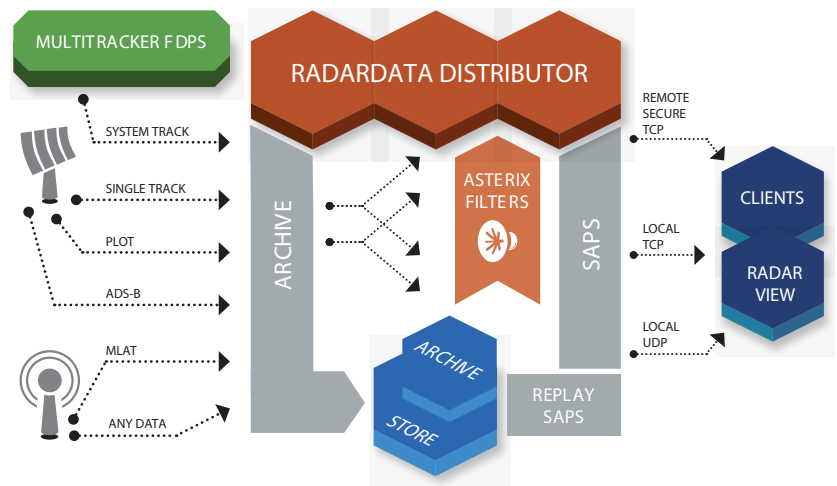 MULTITRACKER FDPS
RADARDATA DISTRIBUTOR
SYSTEM TRACK
SINGLE TRACK
PLOT
ADS-B
MLAT
ANY DATA
ARCHIVE
ASTERIX
FILTERS
SAPS
REMOTE
SECURE
TCP
LOCAL
TCP
LOCAL
UDP
CLIENTS
RADAR
VIEW
ARCHIVE
STORE
REPLAY
SAPS